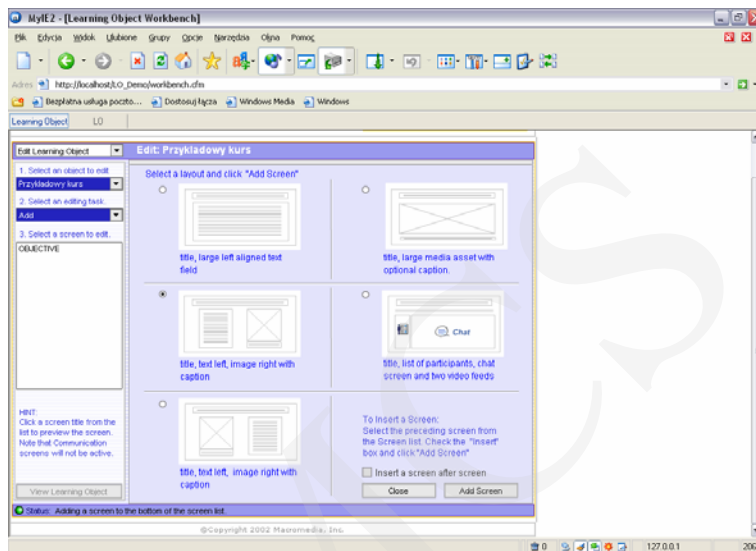 MyIE2 - [Learning Object Workbench]
Plik Edycja Widok Ulubione Grupy Opcje Narzędzia Okna Pomoc
Adres http://localhost/LO_Demo/workbench.cfm
Bezpłatna usługa poczto... Dostosuj łącza Windows Media Windows
Learning Object LO
Edit Learning Object
Edit: Przykladowy kurs
1. Select an object to edit
Przykladowy kurs
2. Select an editing task.
Add
3. Select a screen to edit.
OBJECTIVE
HINT:
Click a screen title from the
list to preview the screen.
Note that Communication
screens will not be active.
View Learning Object
Select a layout and click "Add Screen"
title, large left aligned text
field
title, large media asset with
optional caption.
title, text left, image right with
caption
Chat
title, list of participants, chat
screen and two video feeds
title, text left, image right with
caption
To Insert a Screen:
Select the preceding screen from
the Screen list. Check the "Insert"
box and click "Add Screen"
Insert a screen after screen
Close Add Screen
Status: Adding a screen to the bottom of the screen list.
©Copyright 2002 Macromedia, Inc.
0 127.0.0.1 206
MCS